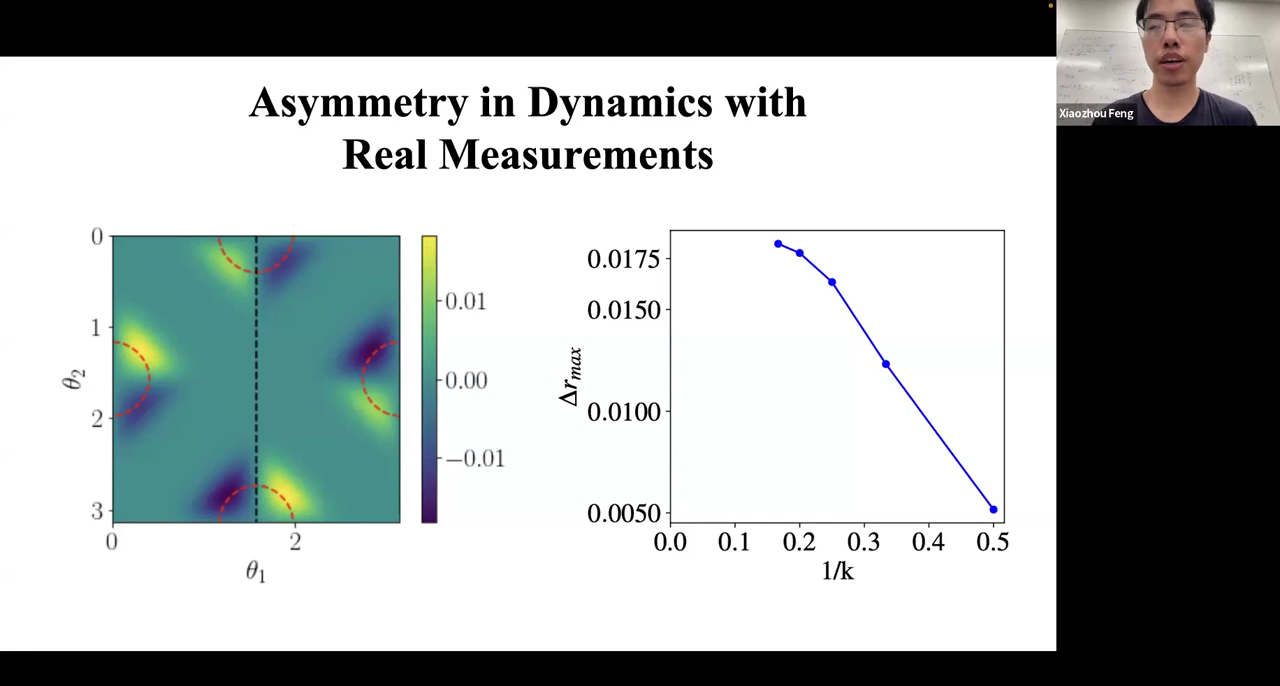 Asymmetry in Dynamics with
Real Measurements
Xiaozhou Feng
0
1
2
3
θ₂
0
2
θ₁
0.01
0.00
−0.01
0.0175
0.0150
0.0100
0.0050
Δr_max
0.0
0.1
0.2
0.3
0.4
0.5
1/k